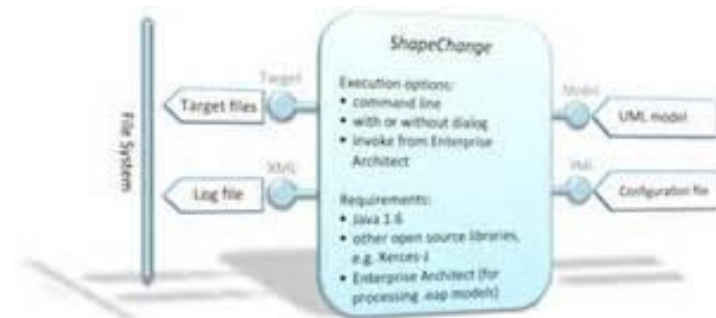 ShapeChange
Target
Execution options:
Model
Target files
• command line
UML model
• with or without dialog
• invoke from Enterprise
Architect
File System
XML
XML
Log file
Configuration file
Requirements:
• Java 1.6
• other open source libraries,
e.g. Xerces-J
• Enterprise Architect (for
processing .eap models)